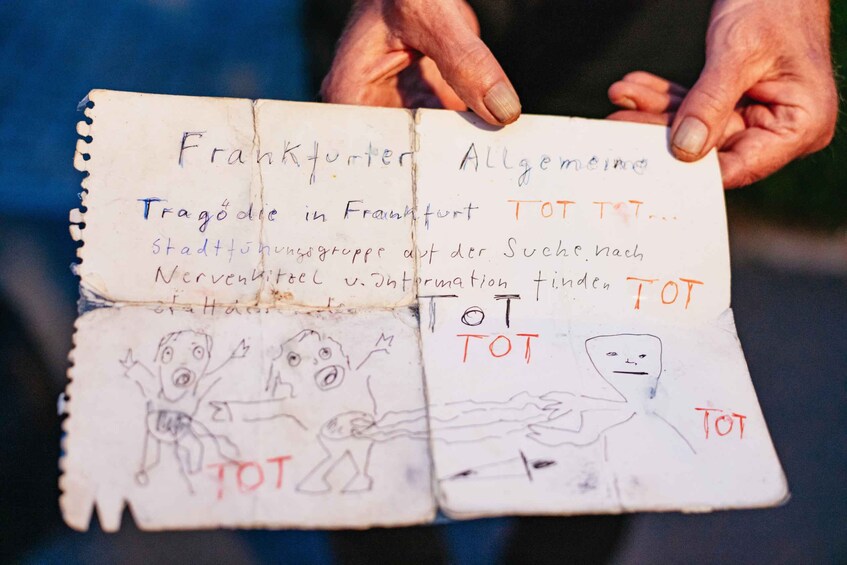 Frankfurter Allgemeine
Tragödie in Frankfurt TOT TOT...
Stadtführungsgruppe auf der Suche nach
Nervenkitzel u. Information finden TOT
TOT
TOT
TOT
TOT